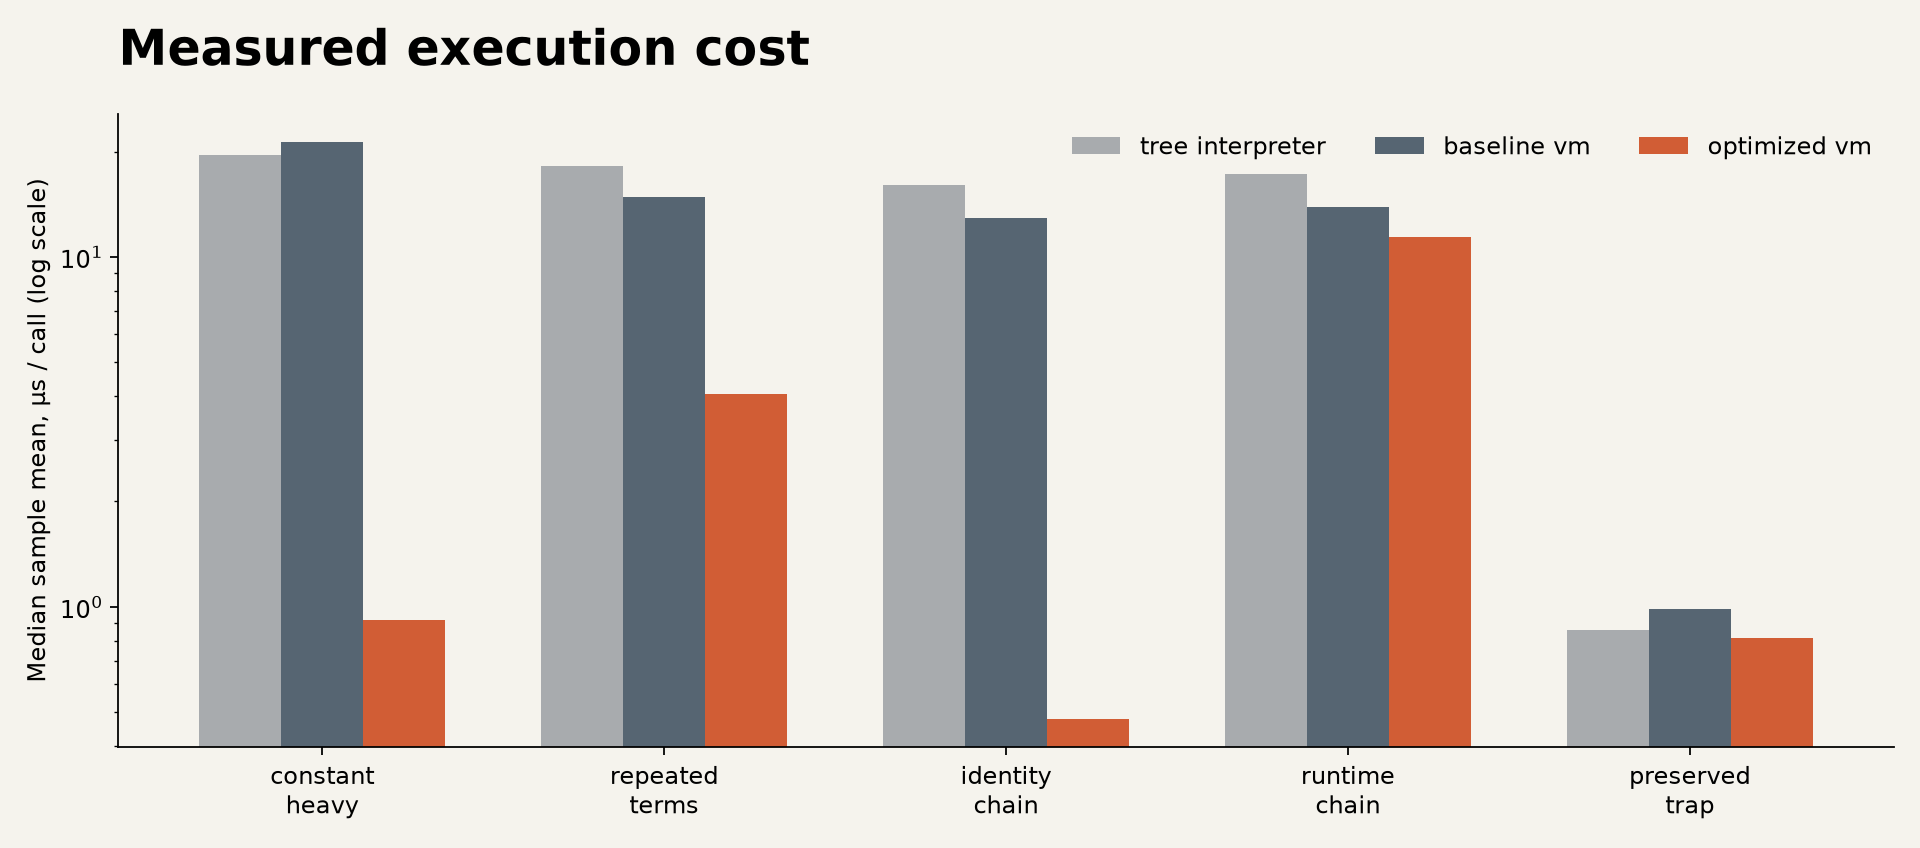 Measured execution cost
tree interpreter
baseline vm
optimized vm
Median sample mean, µs / call (log scale)
10¹
10⁰
constant
heavy
repeated
terms
identity
chain
runtime
chain
preserved
trap